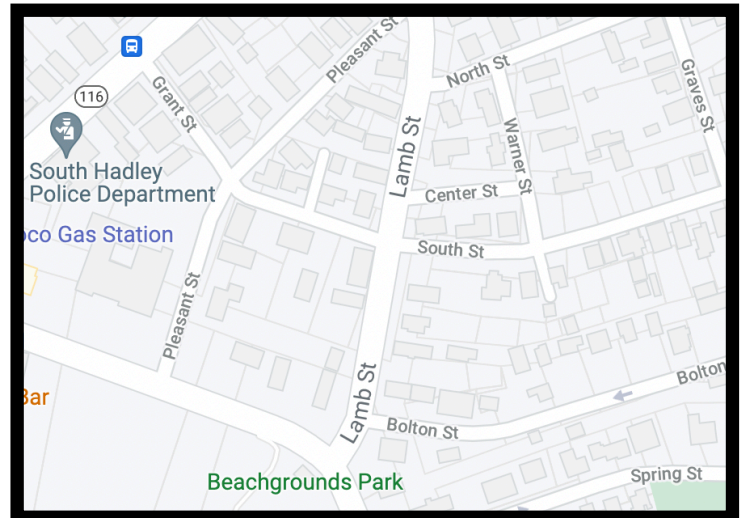 Pleasant St
North St
Graves St
116
Grant St
Lamb St
Warner St
South Hadley
Police Department
Center St
oco Gas Station
South St
Pleasant St
Bolton
Bar
Lamb St
Bolton St
Spring St
Beachgrounds Park